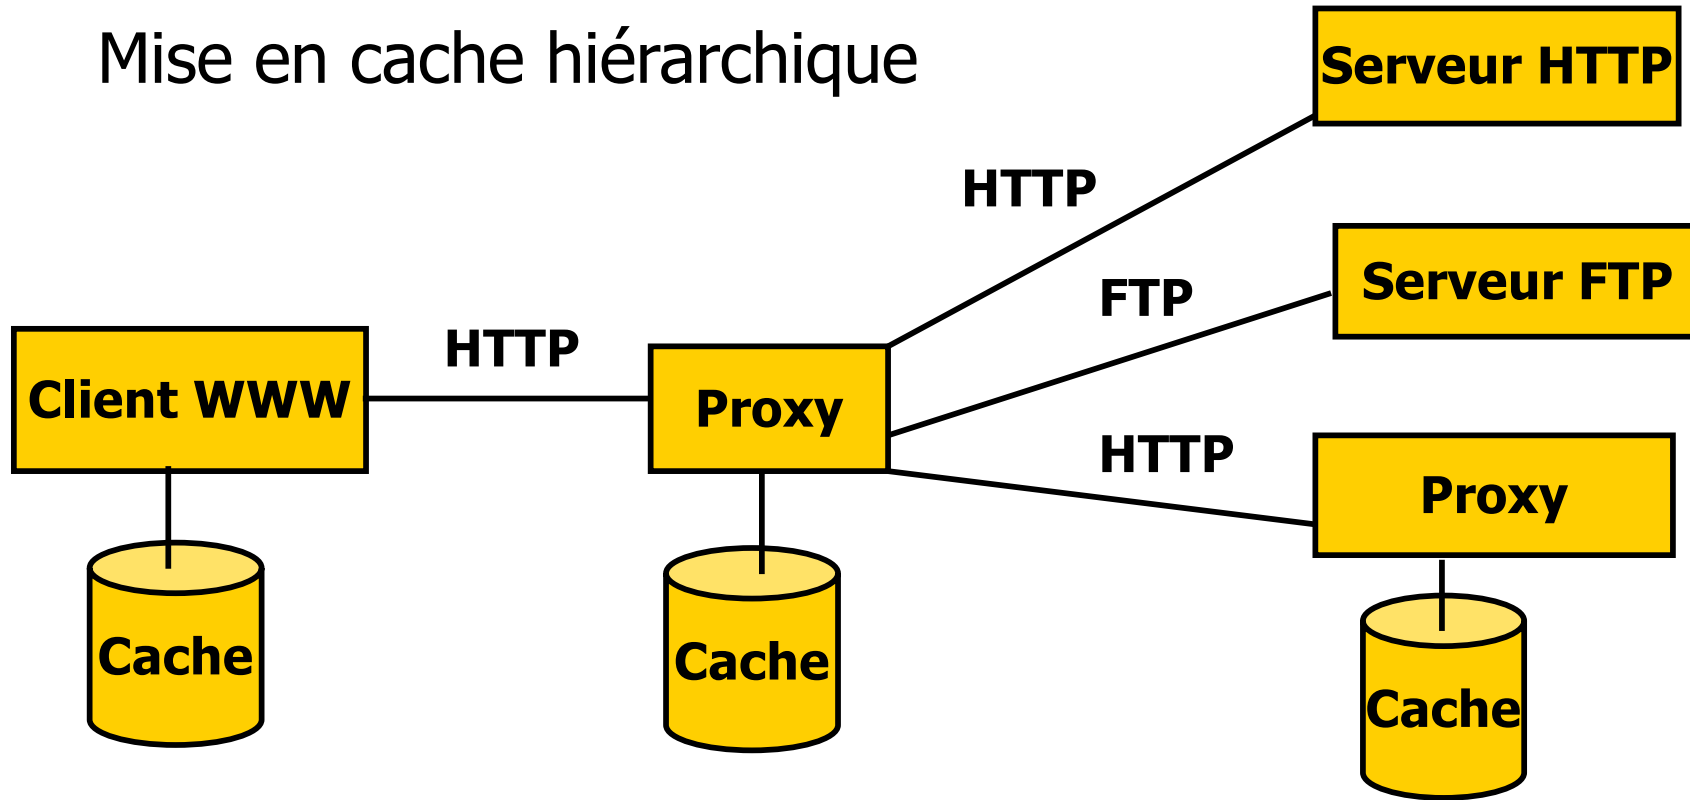 Mise en cache hiérarchique
Serveur HTTP
HTTP
Serveur FTP
FTP
HTTP
Client WWW
Proxy
HTTP
Proxy
Cache
Cache
Cache